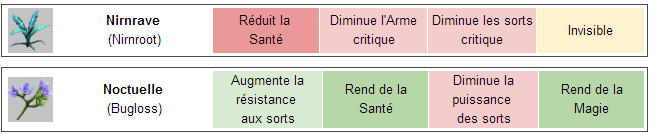 Nirnrave
(Nirnroot)
Réduit la
Santé
Diminue l'Arme
critique
Diminue les sorts
critique
Invisible
Noctuelle
(Bugloss)
Augmente la
résistance
aux sorts
Rend de la
Santé
Diminue la
puissance
des sorts
Rend de la
Magie